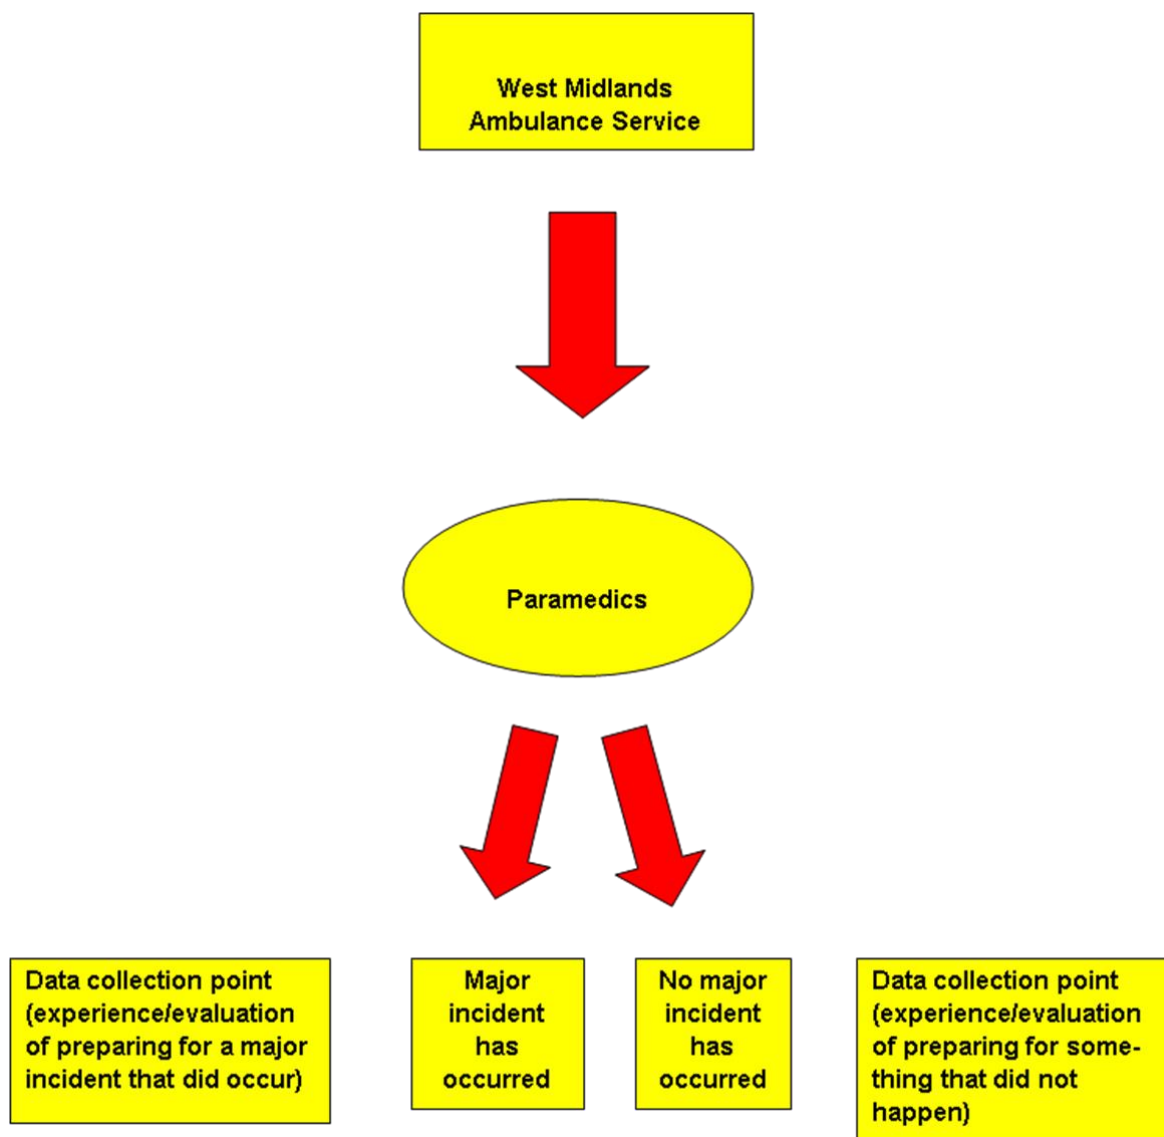 West Midlands
Ambulance Service
Paramedics
Data collection point
(experience/evaluation
of preparing for a major
incident that did occur)
Major
incident
has
occurred
No major
incident
has
occurred
Data collection point
(experience/evaluation
of preparing for some-
thing that did not
happen)